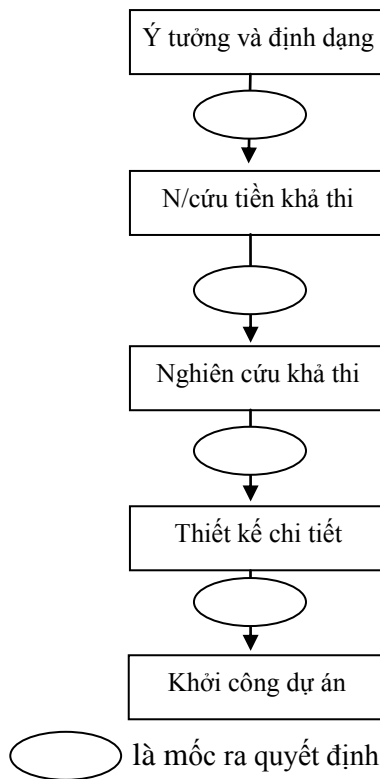 Ý tưởng và định dạng
N/cứu tiền khả thi
Nghiên cứu khả thi
Thiết kế chi tiết
Khởi công dự án
là mốc ra quyết định